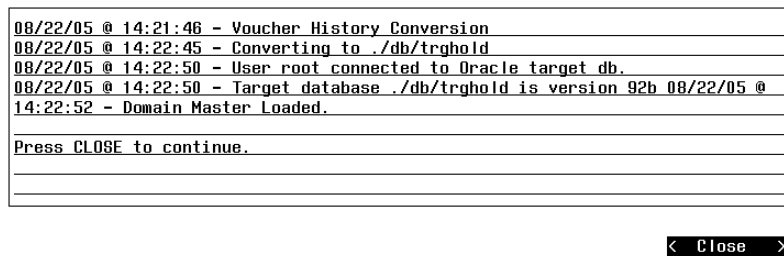 08/22/05 @ 14:21:46 - Voucher History Conversion
08/22/05 @ 14:22:45 - Converting to ./db/trghold
08/22/05 @ 14:22:50 - User root connected to Oracle target db.
08/22/05 @ 14:22:50 - Target database ./db/trghold is version 92b 08/22/05 @
14:22:52 - Domain Master Loaded.
Press CLOSE to continue.
< Close >